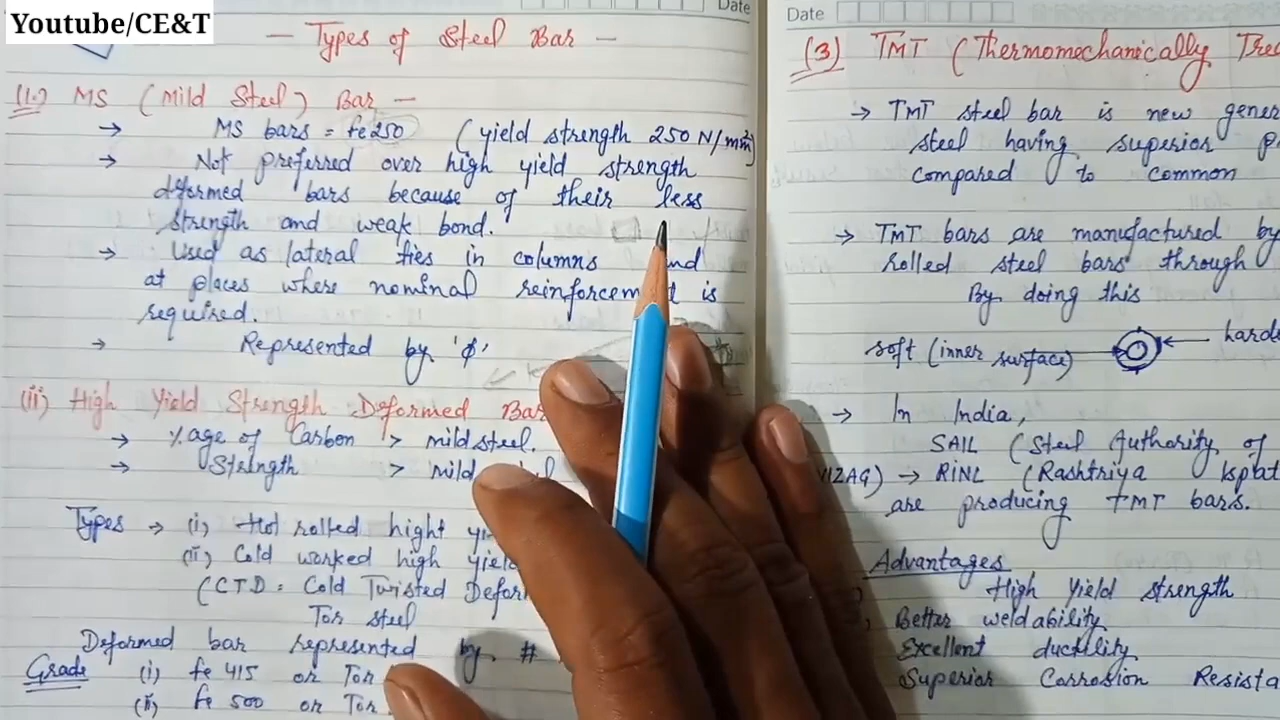 Youtube/CE&T
Date
- Types of Steel Bar -
(1.) MS (Mild Steel) Bar -
→ MS bars = fe 250 (yield strength 250 N/mm²)
→ Not preferred over high yield strength
deformed bars because of their less
strength and weak bond.
→ Used as lateral ties in columns and
at places where nominal reinforcement is
required.
→ Represented by 'ϕ'
(ii) High Yield Strength Deformed Bar
→ %age of Carbon > mild steel.
→ Strength > mild
Types → (i) Hot rolled hight
(ii) Cold worked high
(CTD = Cold Twisted
Tor steel
Deformed bar represented by #
Grade (i) fe 415 or Tor
(ii) fe 500 or Tor
Date
(3) TMT (Thermomechanically
→ TMT steel bar is new
steel having superior
compared to common
→ TMT bars are manufactured by
rolled steel bars through
By doing this
soft (inner surface)
→ In India,
SAIL (Steel Authority of
→ RINL (Rashtriya
are producing TMT bars.
Advantages
High Yield strength
Better weldability
Excellent ductility
Superior Corrosion